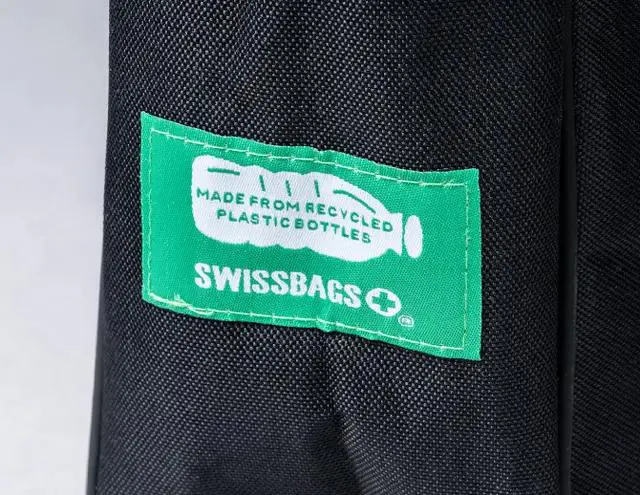 MADE FROM RECYCLED
PLASTIC BOTTLES
SWISSBAGS